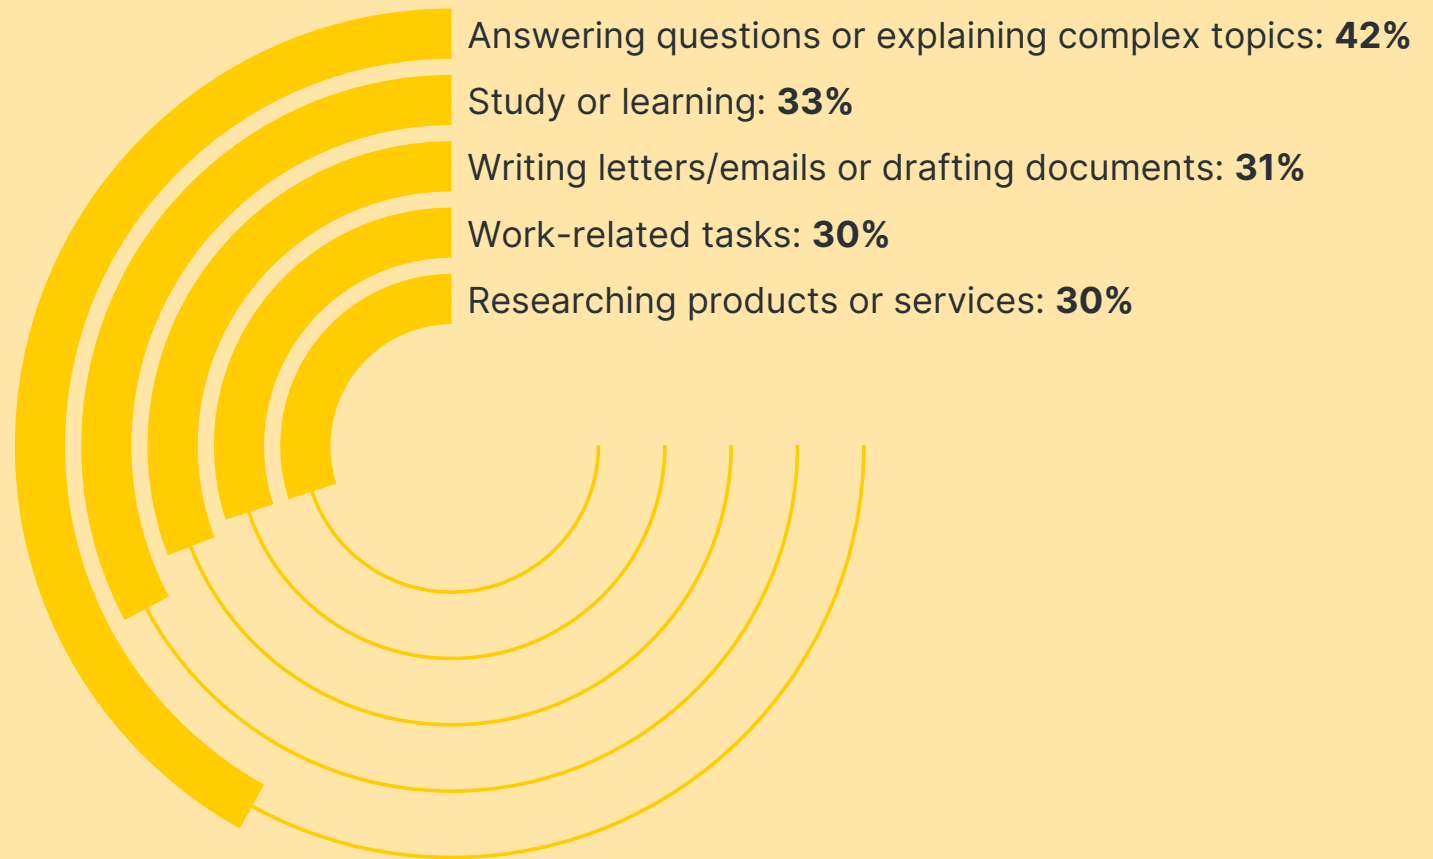 Answering questions or explaining complex topics: 42%
Study or learning: 33%
Writing letters/emails or drafting documents: 31%
Work-related tasks: 30%
Researching products or services: 30%